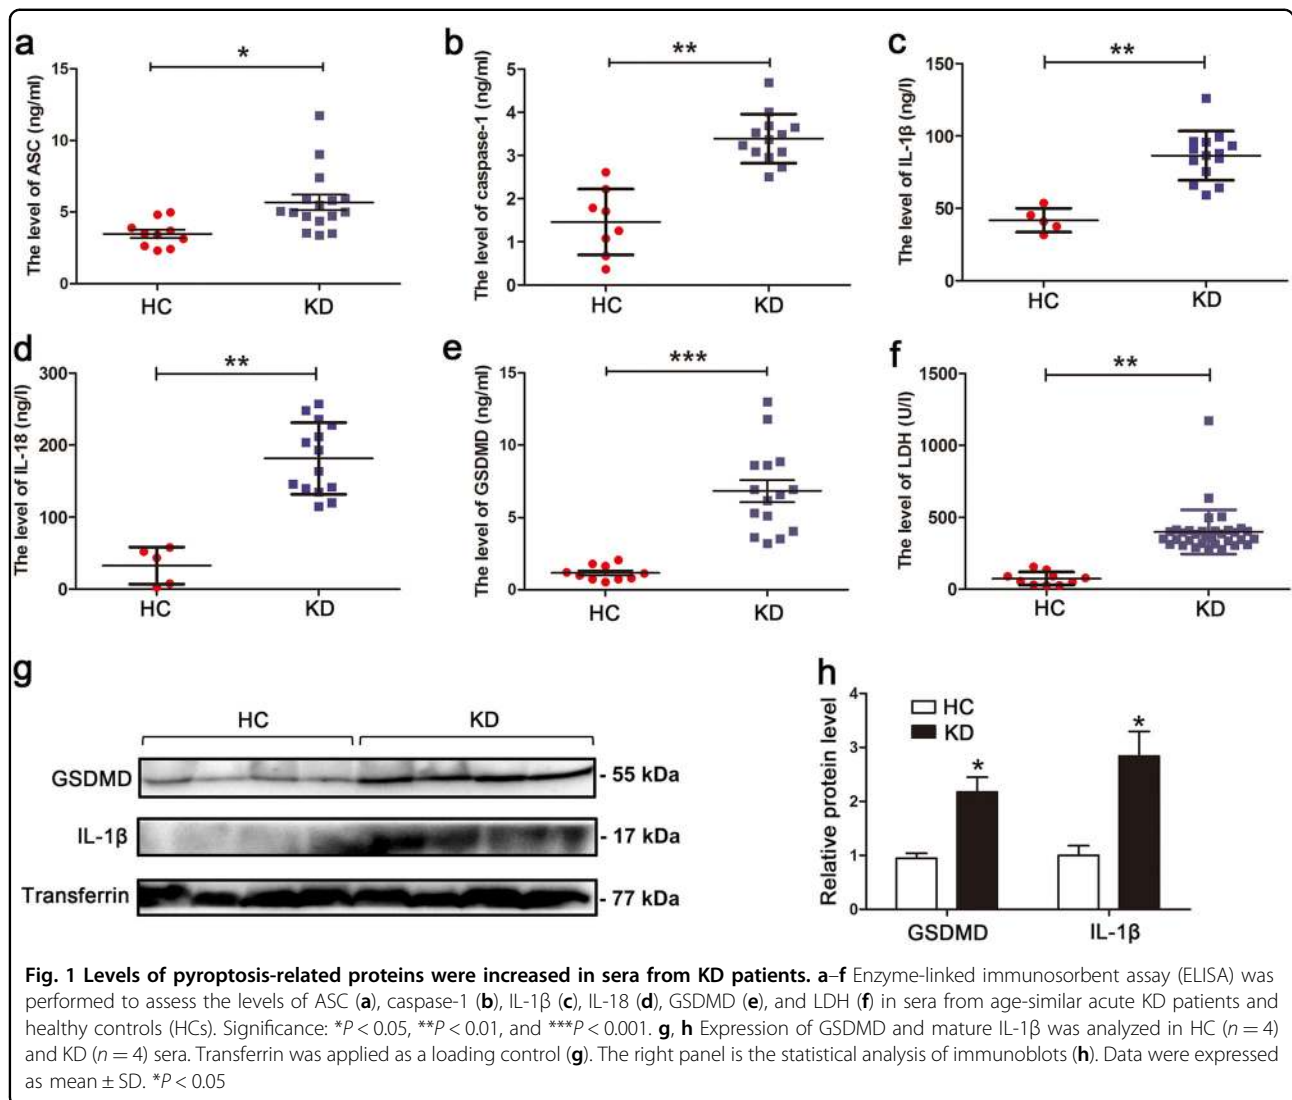 a
*
15
10
5
0
The level of ASC (ng/ml)
HC KD
b
**
5
4
3
2
1
0
The level of caspase-1 (ng/ml)
HC KD
c
**
150
100
50
0
The level of IL-1β (ng/l)
HC KD
d
**
300
200
100
0
The level of IL-18 (ng/l)
HC KD
e
***
15
10
5
0
The level of GSDMD (ng/ml)
HC KD
f
**
1500
1000
500
0
The level of LDH (U/l)
HC KD
g
HC KD
GSDMD - 55 kDa
IL-1β - 17 kDa
Transferrin - 77 kDa
h
4
3
2
1
0
Relative protein level
HC
KD
*
*
GSDMD IL-1β
Fig. 1 Levels of pyroptosis-related proteins were increased in sera from KD patients. a–f Enzyme-linked immunosorbent assay (ELISA) was
performed to assess the levels of ASC (a), caspase-1 (b), IL-1β (c), IL-18 (d), GSDMD (e), and LDH (f) in sera from age-similar acute KD patients and
healthy controls (HCs). Significance: *P < 0.05, **P < 0.01, and ***P < 0.001. g, h Expression of GSDMD and mature IL-1β was analyzed in HC (n = 4)
and KD (n = 4) sera. Transferrin was applied as a loading control (g). The right panel is the statistical analysis of immunoblots (h). Data were expressed
as mean ± SD. *P < 0.05